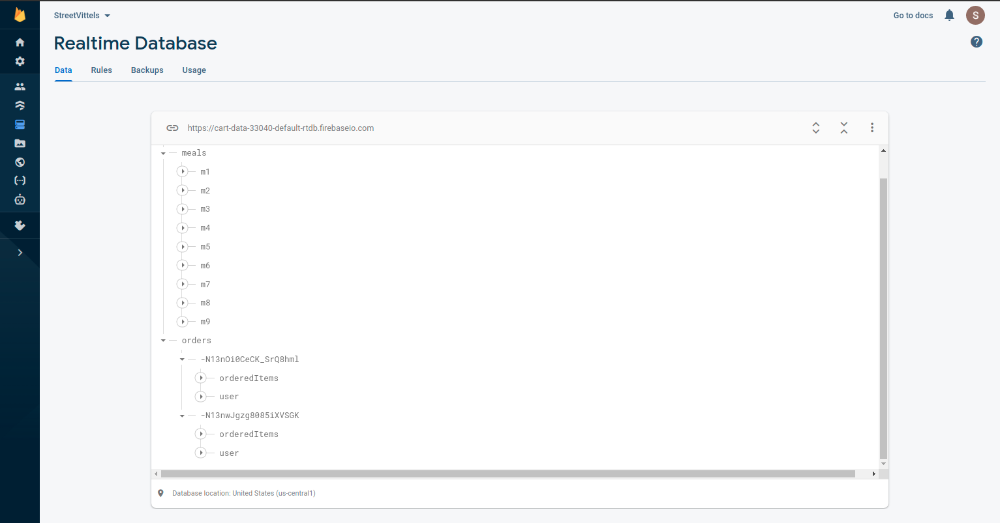 StreetVittels
Go to docs
S
Realtime Database
?
Data Rules Backups Usage
https://cart-data-33040-default-rtdb.firebaseio.com
meals
m1
m2
m3
m4
m5
m6
m7
m8
m9
orders
-N13nOi0CeCK_SrQ8hml
orderedItems
user
-N13nwJgzg8085iXVSGK
orderedItems
user
Database location: United States (us-central1)